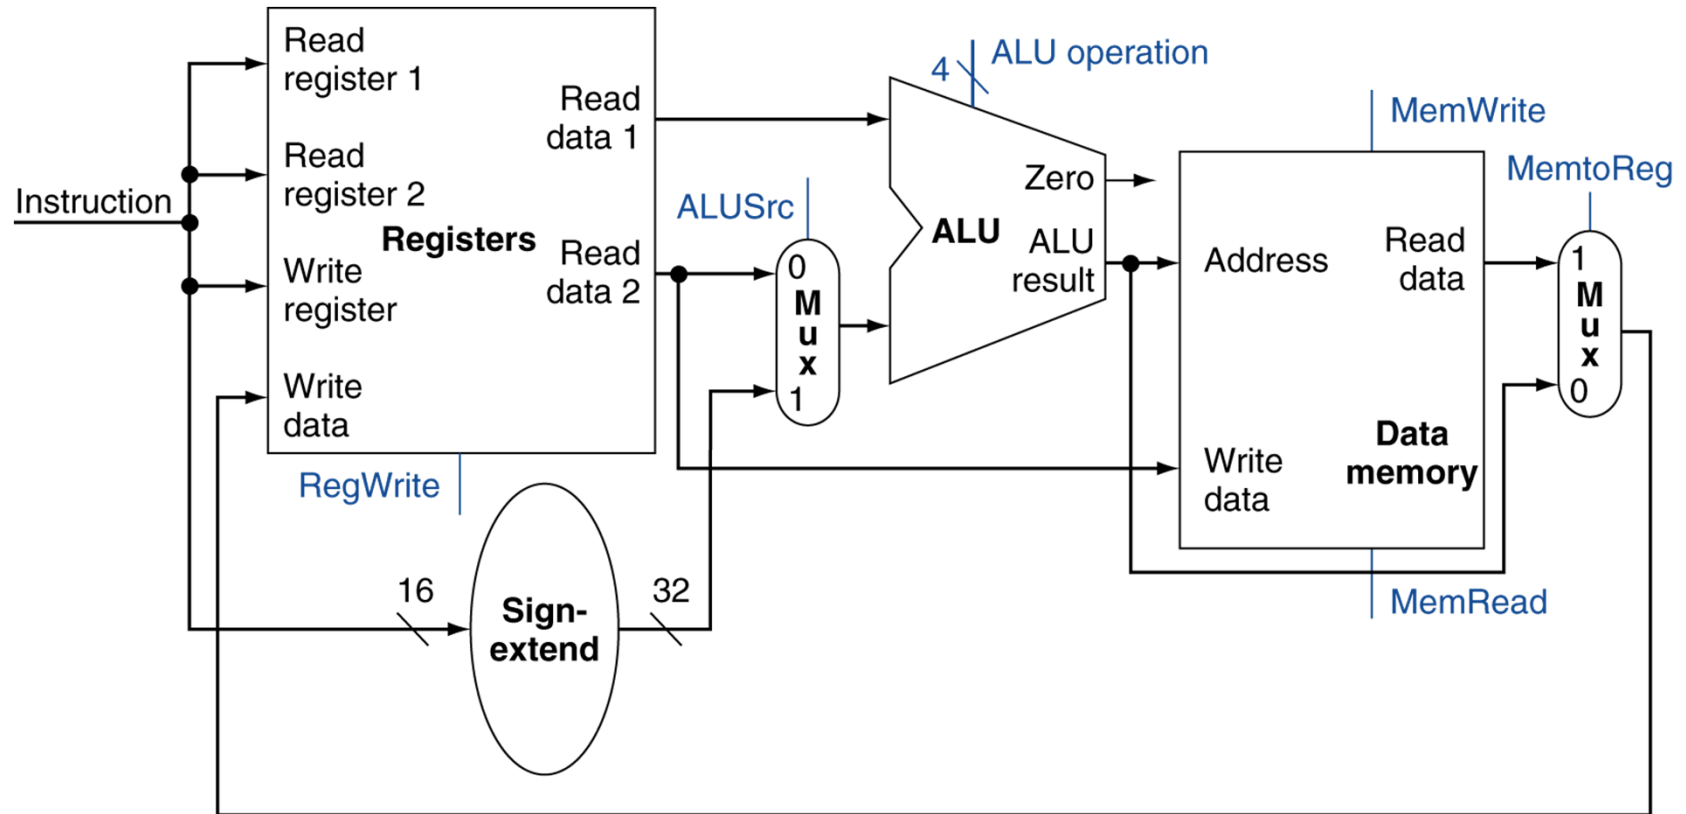 Instruction
Read
register 1
Read
register 2
Registers
Write
register
Write
data
Read
data 1
Read
data 2
RegWrite
16
Sign-
extend
32
ALUSrc
0
M
u
x
1
4
ALU operation
Zero
ALU
ALU
result
MemWrite
Address
Read
data
Write
data
Data
memory
MemRead
MemtoReg
1
M
u
x
0